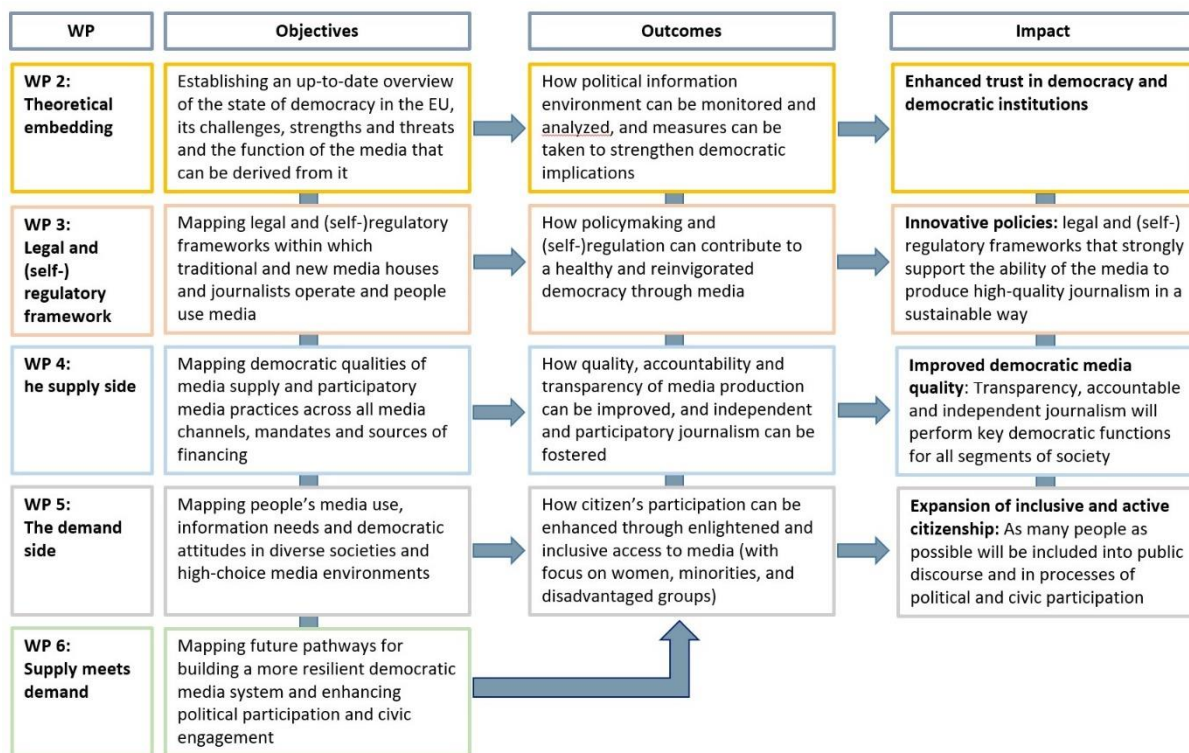 WP
Objectives
Outcomes
Impact
WP 2:
Theoretical
embedding
Establishing an up-to-date overview
of the state of democracy in the EU,
its challenges, strengths and threats
and the function of the media that
can be derived from it
How political information
environment can be monitored and
analyzed, and measures can be
taken to strengthen democratic
implications
Enhanced trust in democracy and
democratic institutions
WP 3:
Legal and
(self-)
regulatory
framework
Mapping legal and (self-)regulatory
frameworks within which
traditional and new media houses
and journalists operate and people
use media
How policymaking and
(self-)regulation can contribute to
a healthy and reinvigorated
democracy through media
Innovative policies: legal and (self-)
regulatory frameworks that strongly
support the ability of the media to
produce high-quality journalism in a
sustainable way
WP 4:
he supply side
Mapping democratic qualities of
media supply and participatory
media practices across all media
channels, mandates and sources of
financing
How quality, accountability and
transparency of media production
can be improved, and independent
and participatory journalism can be
fostered
Improved democratic media
quality: Transparency, accountable
and independent journalism will
perform key democratic functions
for all segments of society
WP 5:
The demand
side
Mapping people’s media use,
information needs and democratic
attitudes in diverse societies and
high-choice media environments
How citizen’s participation can be
enhanced through enlightened and
inclusive access to media (with
focus on women, minorities, and
disadvantaged groups)
Expansion of inclusive and active
citizenship: As many people as
possible will be included into public
discourse and in processes of
political and civic participation
WP 6:
Supply meets
demand
Mapping future pathways for
building a more resilient democratic
media system and enhancing
political participation and civic
engagement